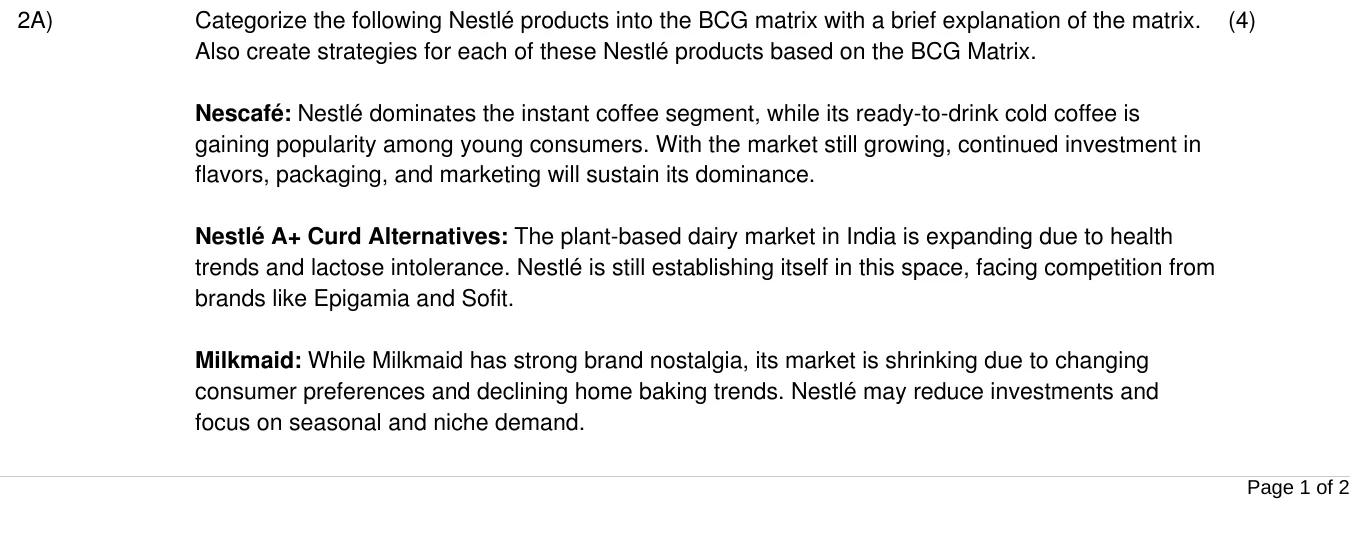 2A) Categorize the following Nestlé products into the BCG matrix with a brief explanation of the matrix. (4)
Also create strategies for each of these Nestlé products based on the BCG Matrix.
Nescafé: Nestlé dominates the instant coffee segment, while its ready-to-drink cold coffee is
gaining popularity among young consumers. With the market still growing, continued investment in
flavors, packaging, and marketing will sustain its dominance.
Nestlé A+ Curd Alternatives: The plant-based dairy market in India is expanding due to health
trends and lactose intolerance. Nestlé is still establishing itself in this space, facing competition from
brands like Epigamia and Sofit.
Milkmaid: While Milkmaid has strong brand nostalgia, its market is shrinking due to changing
consumer preferences and declining home baking trends. Nestlé may reduce investments and
focus on seasonal and niche demand.
Page 1 of 2